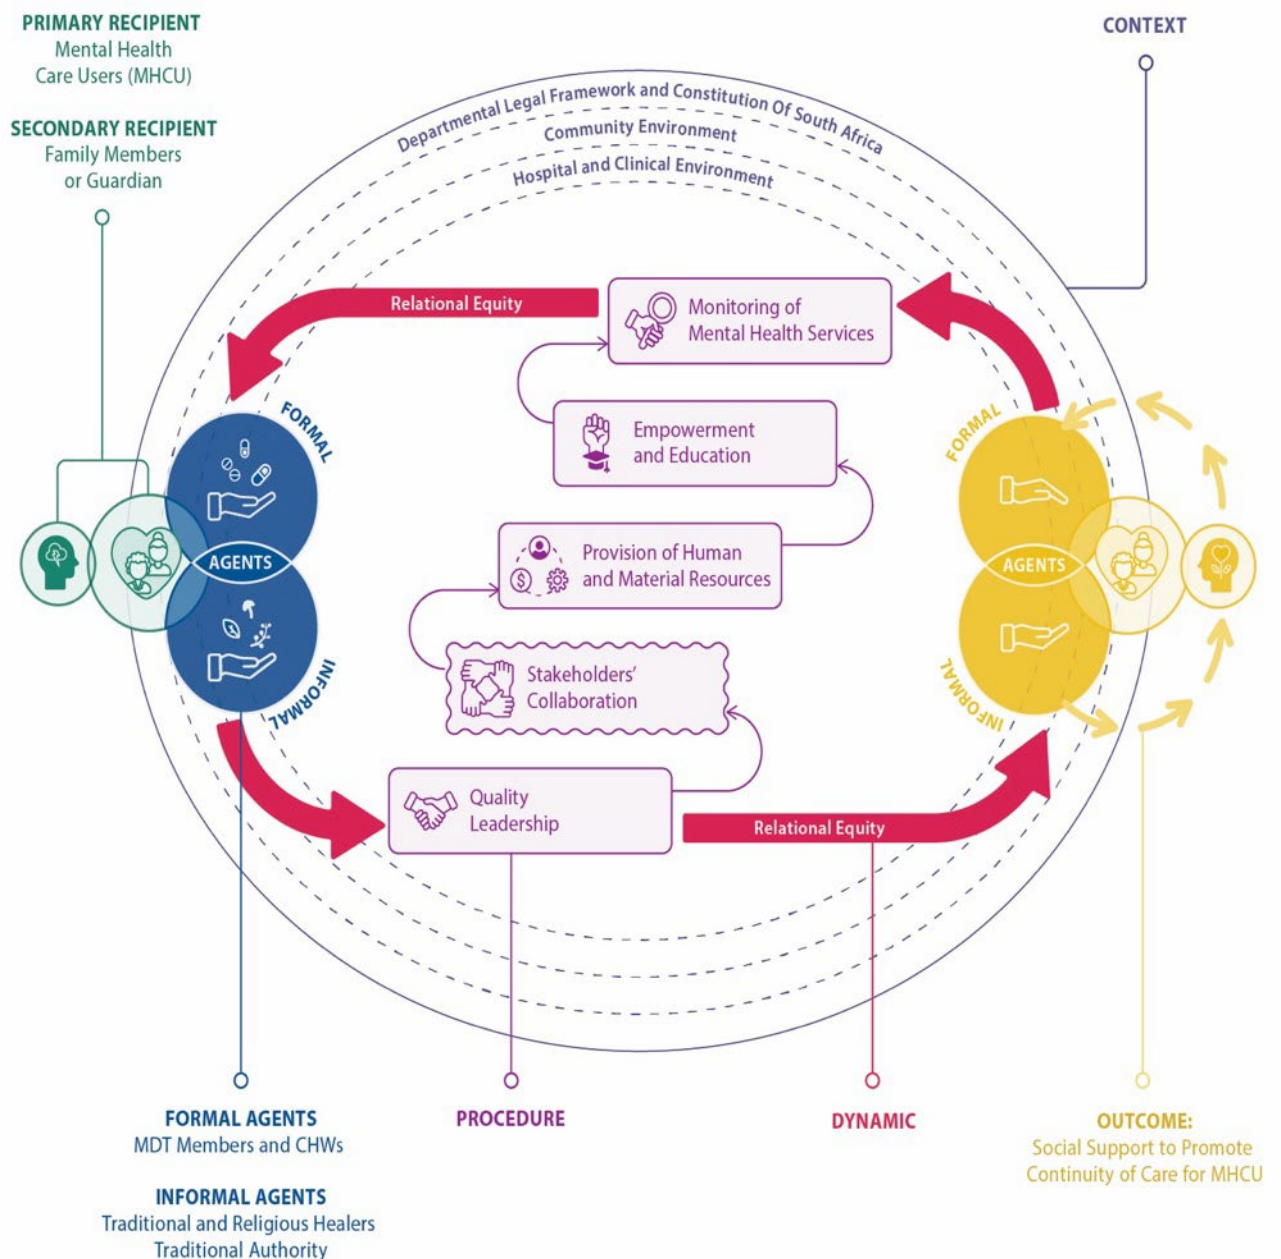 PRIMARY RECIPIENT
Mental Health
Care Users (MHCU)
SECONDARY RECIPIENT
Family Members
or Guardian
CONTEXT
Departmental Legal Framework and Constitution Of South Africa
Community Environment
Hospital and Clinical Environment
Relational Equity
Monitoring of
Mental Health Services
Empowerment
and Education
Provision of Human
and Material Resources
Stakeholders'
Collaboration
Quality
Leadership
Relational Equity
FORMAL
AGENTS
INFORMAL
FORMAL
AGENTS
INFORMAL
FORMAL AGENTS
MDT Members and CHWs
INFORMAL AGENTS
Traditional and Religious Healers
Traditional Authority
PROCEDURE
DYNAMIC
OUTCOME:
Social Support to Promote
Continuity of Care for MHCU